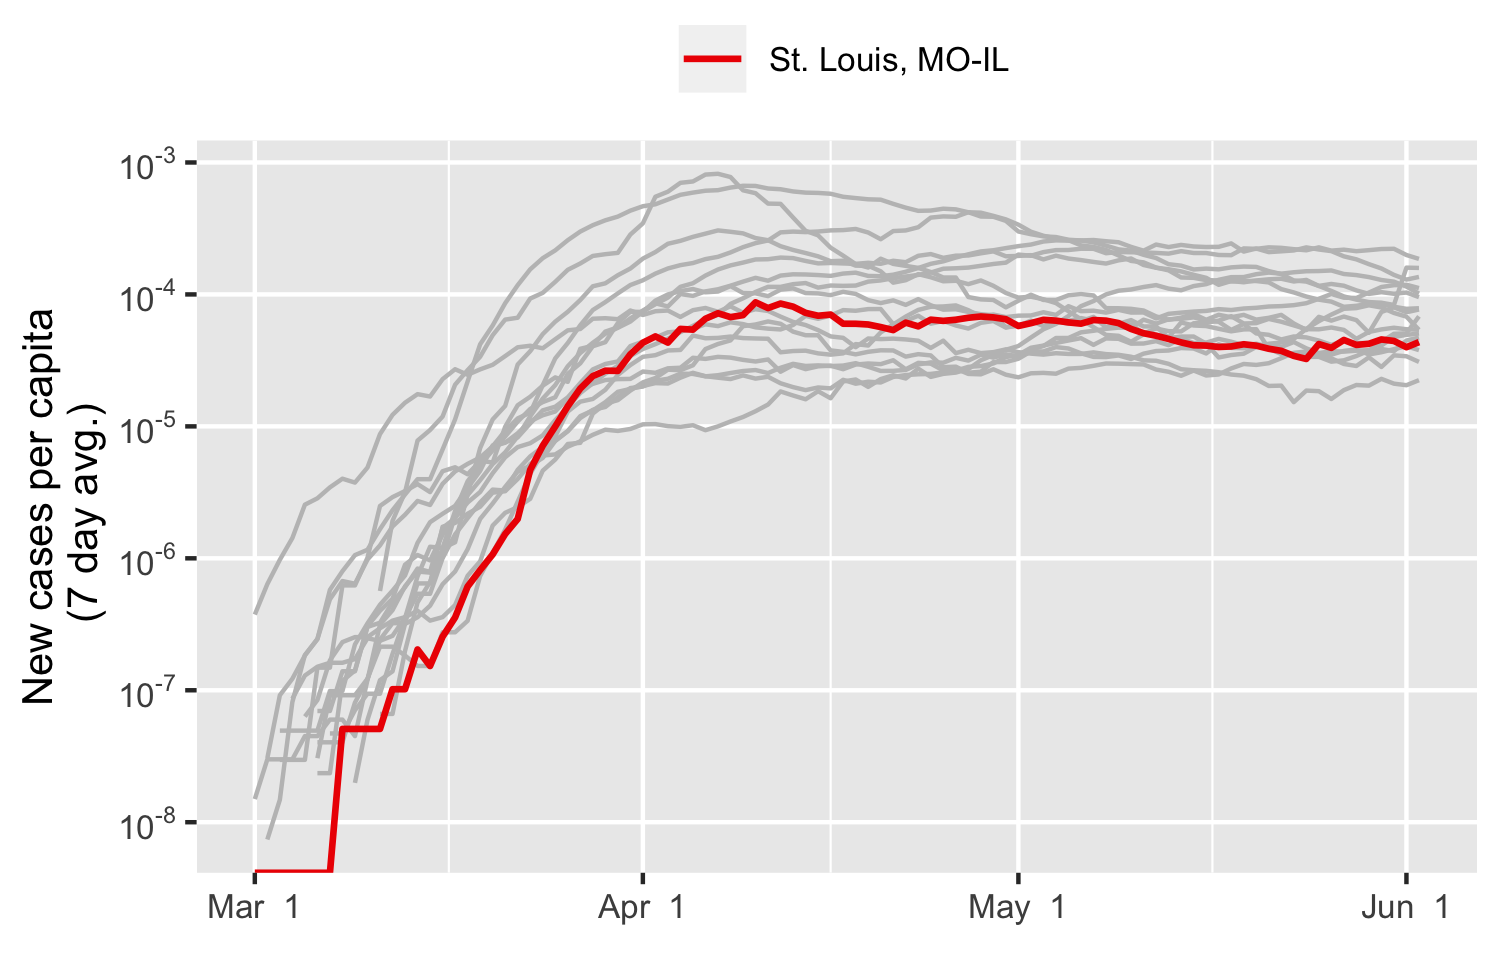 St. Louis, MO-IL
New cases per capita
(7 day avg.)
10⁻³
10⁻⁴
10⁻⁵
10⁻⁶
10⁻⁷
10⁻⁸
Mar 1 Apr 1 May 1 Jun 1